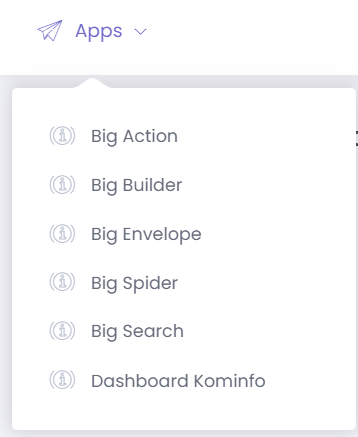 Apps
Big Action
Big Builder
Big Envelope
Big Spider
Big Search
Dashboard Kominfo